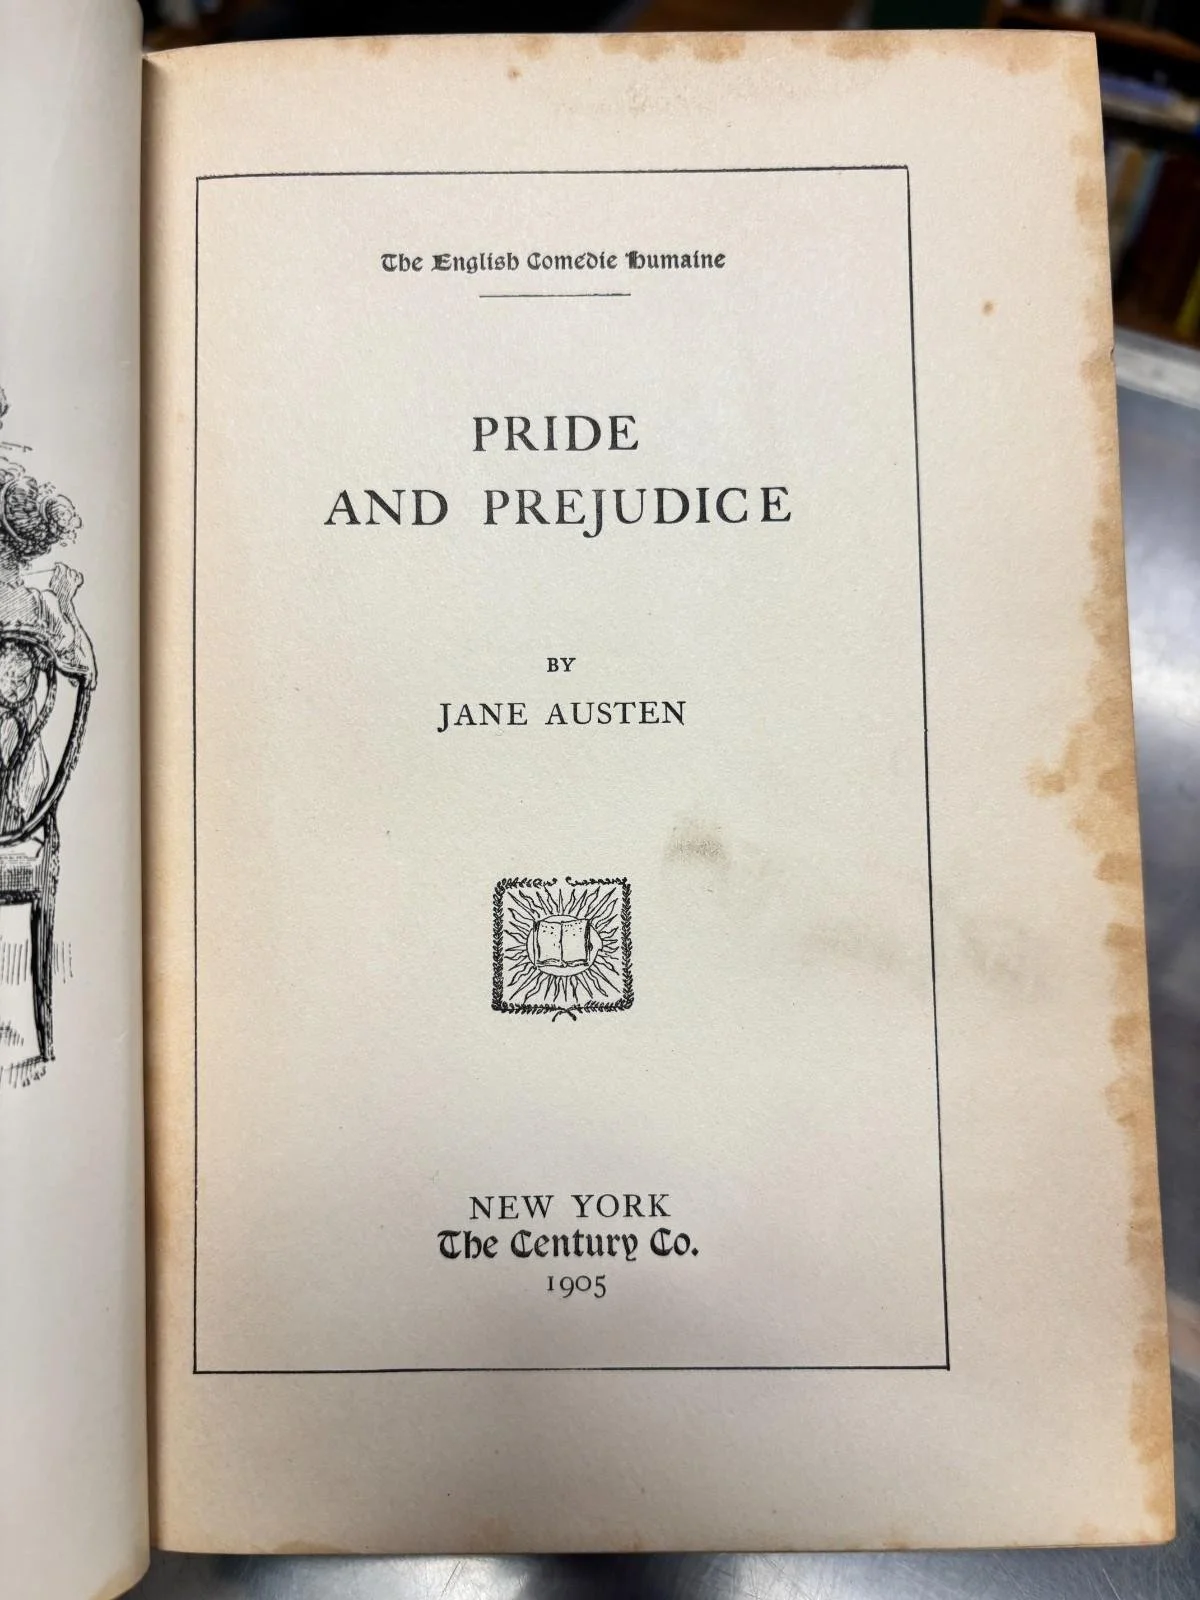 The English Comedie Humaine
PRIDE
AND PREJUDICE
BY
JANE AUSTEN
NEW YORK
The Century Co.
1905